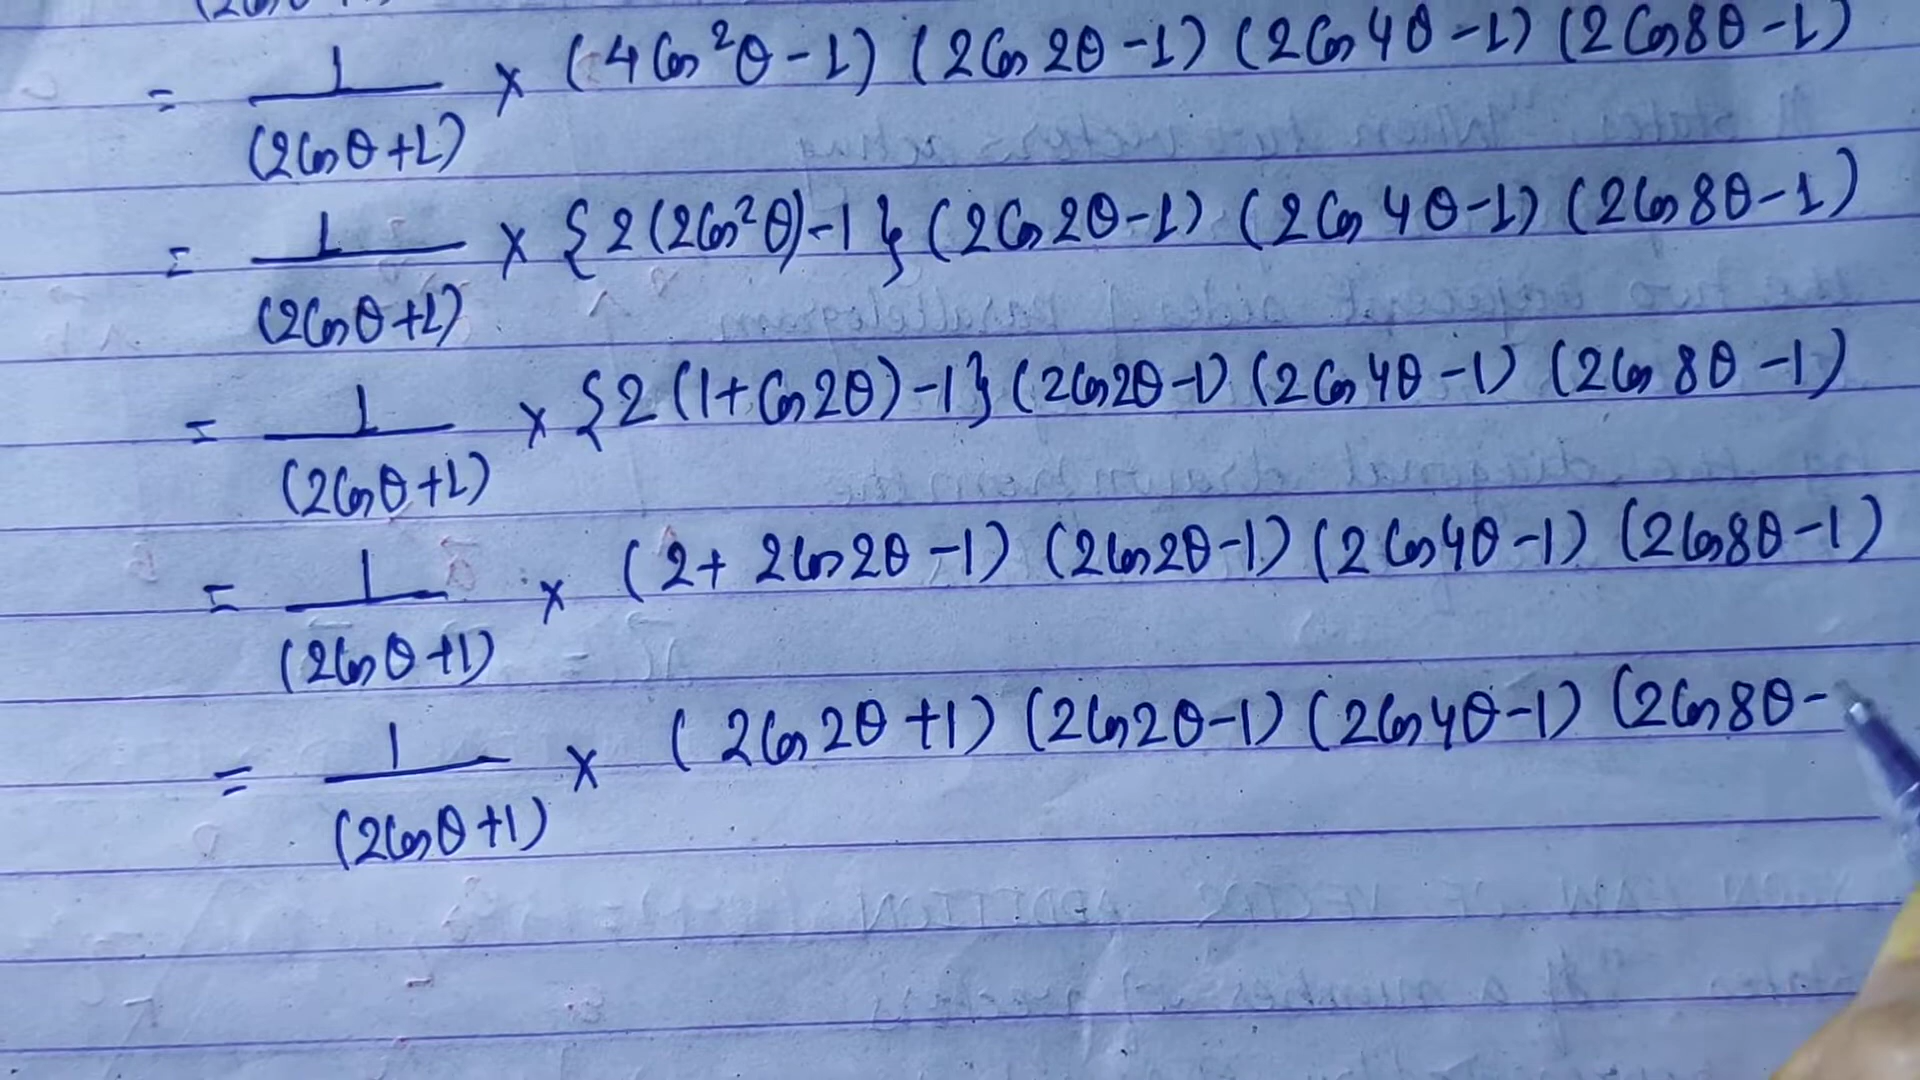 = 1/(2Cosθ+1) × (4Cos²θ-1) (2Cos2θ-1) (2Cos4θ-1) (2Cos8θ-1)
= 1/(2Cosθ+1) × {2(2Cos²θ)-1} (2Cos2θ-1) (2Cos4θ-1) (2Cos8θ-1)
= 1/(2Cosθ+1) × {2(1+Cos2θ)-1} (2Cos2θ-1) (2Cos4θ-1) (2Cos8θ-1)
= 1/(2Cosθ+1) × (2+2Cos2θ-1) (2Cos2θ-1) (2Cos4θ-1) (2Cos8θ-1)
= 1/(2Cosθ+1) × (2Cos2θ+1) (2Cos2θ-1) (2Cos4θ-1) (2Cos8θ-